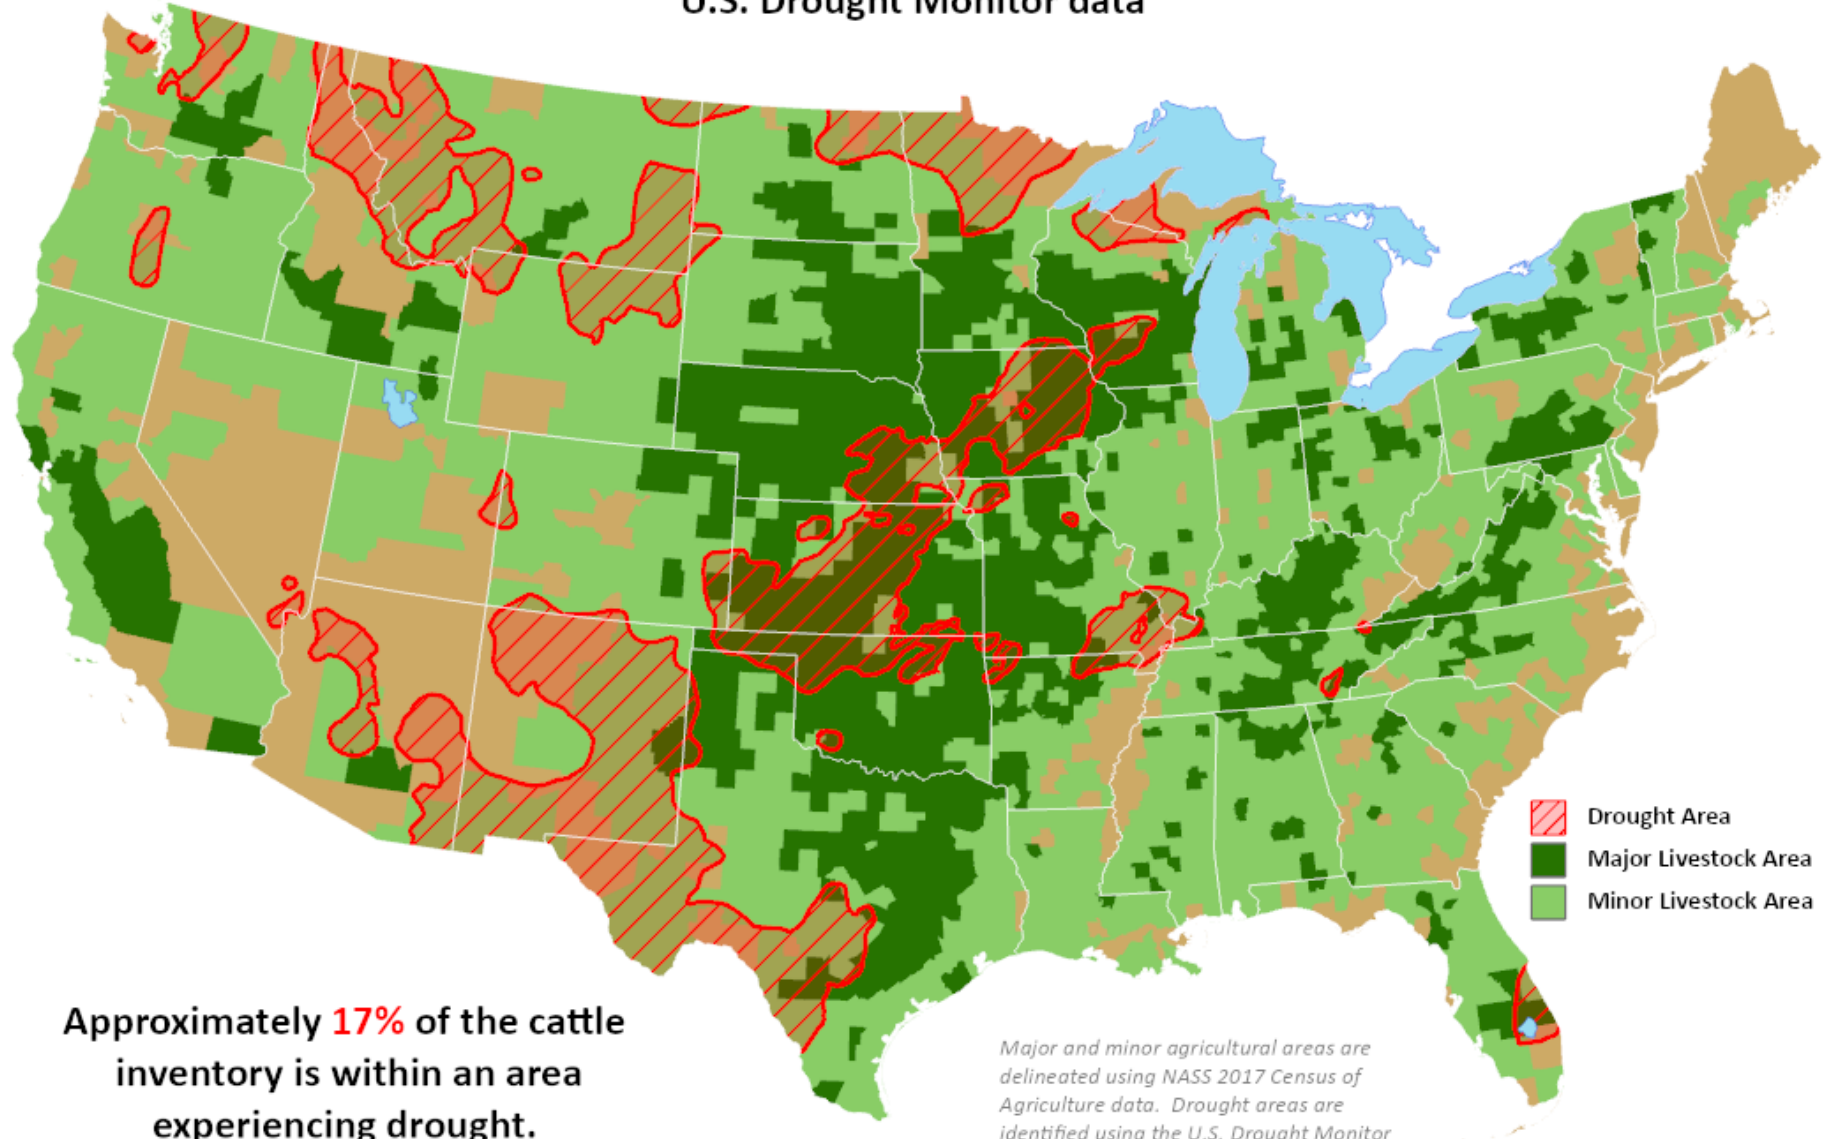 U.S. Drought Monitor data
Drought Area
Major Livestock Area
Minor Livestock Area
Approximately 17% of the cattle
inventory is within an area
experiencing drought.
Major and minor agricultural areas are
delineated using NASS 2017 Census of
Agriculture data. Drought areas are
identified using the U.S. Drought Monitor